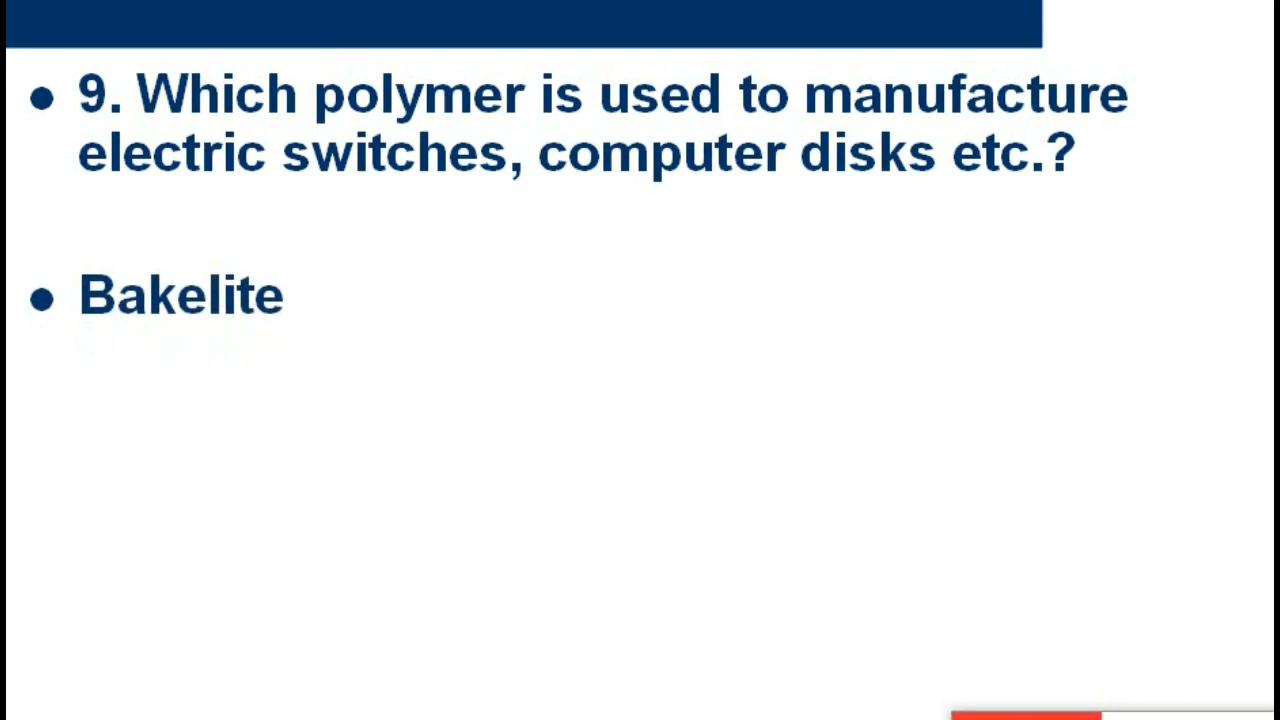 • 9. Which polymer is used to manufacture
electric switches, computer disks etc.?
• Bakelite